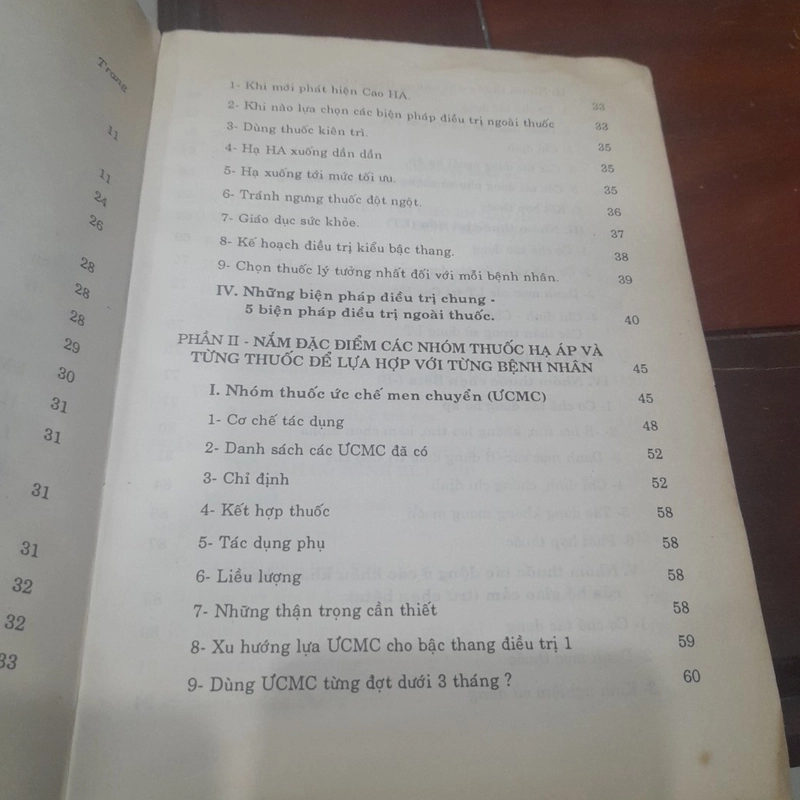 Trang
11
11
24
26
28
28
28
29
30
31
31
31
31
32
32
33
1- Khi mới phát hiện Cao HA. 33
2- Khi nào lựa chọn các biện pháp điều trị ngoài thuốc 33
3- Dùng thuốc kiên trì. 35
4- Hạ HA xuống dần dần 35
5- Hạ xuống tới mức tối ưu. 35
6- Tránh ngưng thuốc đột ngột. 36
7- Giáo dục sức khỏe. 37
8- Kế hoạch điều trị kiểu bậc thang. 38
9- Chọn thuốc lý tưởng nhất đối với mỗi bệnh nhân. 39
IV. Những biện pháp điều trị chung -
5 biện pháp điều trị ngoài thuốc. 40
PHẦN II - NẮM ĐẶC ĐIỂM CÁC NHÓM THUỐC HẠ ÁP VÀ
TỪNG THUỐC ĐỂ LỰA HỢP VỚI TỪNG BỆNH NHÂN 45
I. Nhóm thuốc ức chế men chuyển (ƯCMC) 45
1- Cơ chế tác dụng 48
2- Danh sách các ƯCMC đã có 52
3- Chỉ định 52
4- Kết hợp thuốc 58
5- Tác dụng phụ 58
6- Liều lượng 58
7- Những thận trọng cần thiết 58
8- Xu hướng lựa ƯCMC cho bậc thang điều trị 1 59
9- Dùng ƯCMC từng đợt dưới 3 tháng ? 60